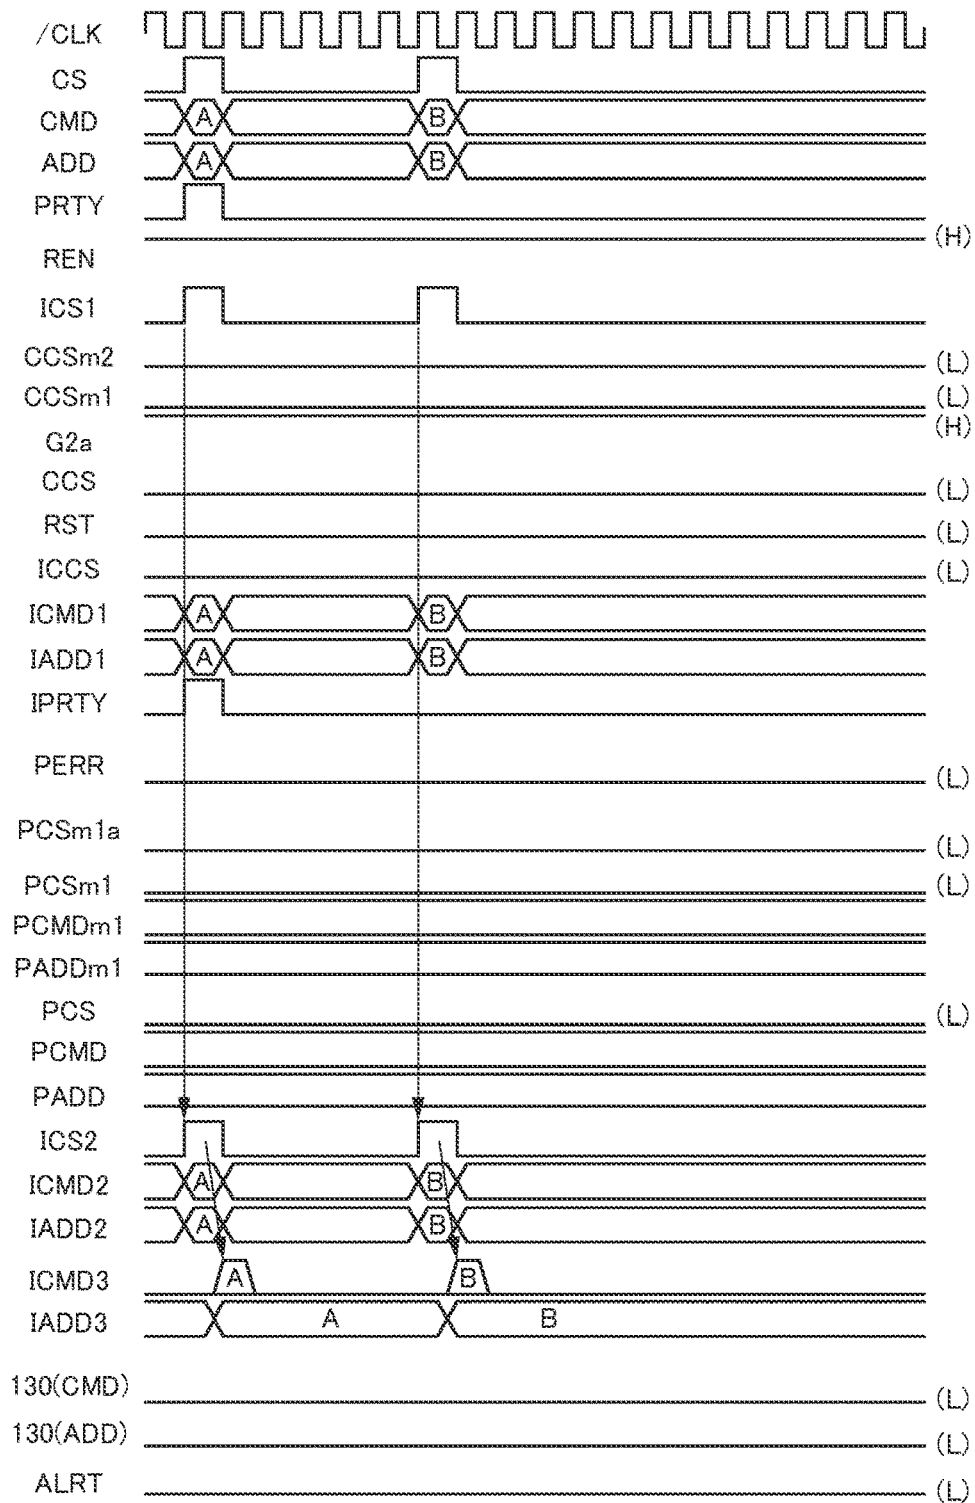 /CLK
CS
CMD A B
ADD A B
PRTY
REN (H)
ICS1
CCSm2 (L)
CCSm1 (L)
G2a (H)
CCS (L)
RST (L)
ICCS (L)
ICMD1 A B
IADD1 A B
IPRTY
PERR (L)
PCSm1a (L)
PCSm1 (L)
PCMDm1
PADDm1
PCS (L)
PCMD
PADD
ICS2
ICMD2 A B
IADD2 A B
ICMD3 A B
IADD3 A B
130(CMD) (L)
130(ADD) (L)
ALRT (L)